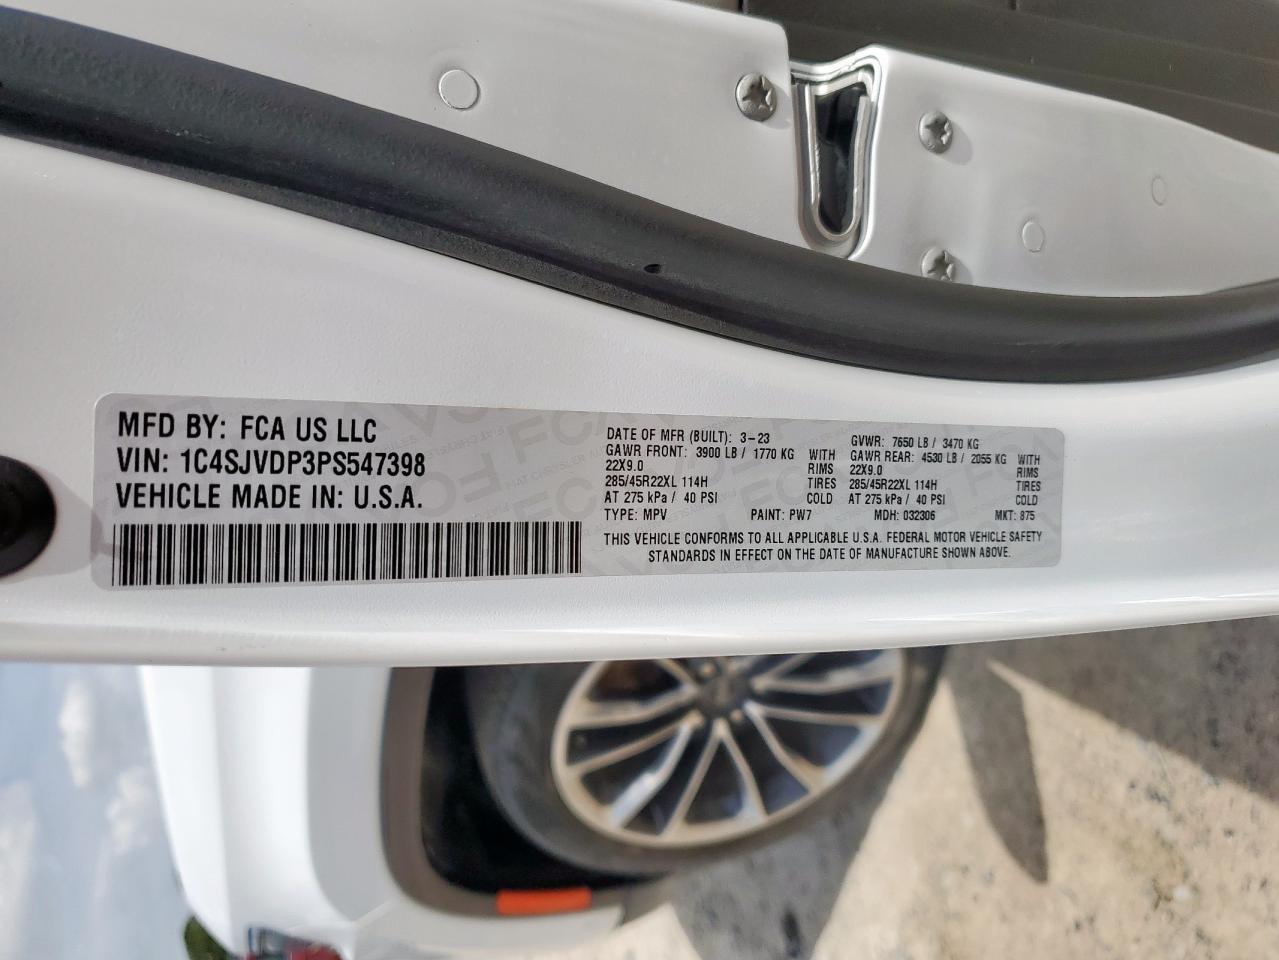 MFD BY: FCA US LLC
VIN: 1C4SJVDP3PS547398
VEHICLE MADE IN: U.S.A.
DATE OF MFR (BUILT): 3-23 GVWR: 7650 LB / 3470 KG
GAWR FRONT: 3900 LB / 1770 KG WITH GAWR REAR: 4530 LB / 2055 KG WITH
22X9.0 RIMS 22X9.0 RIMS
285/45R22XL 114H TIRES 285/45R22XL 114H TIRES
AT 275 kPa / 40 PSI COLD AT 275 kPa / 40 PSI COLD
TYPE: MPV PAINT: PW7 MDH: 032306 MKT: 875
THIS VEHICLE CONFORMS TO ALL APPLICABLE U.S.A. FEDERAL MOTOR VEHICLE SAFETY
STANDARDS IN EFFECT ON THE DATE OF MANUFACTURE SHOWN ABOVE.